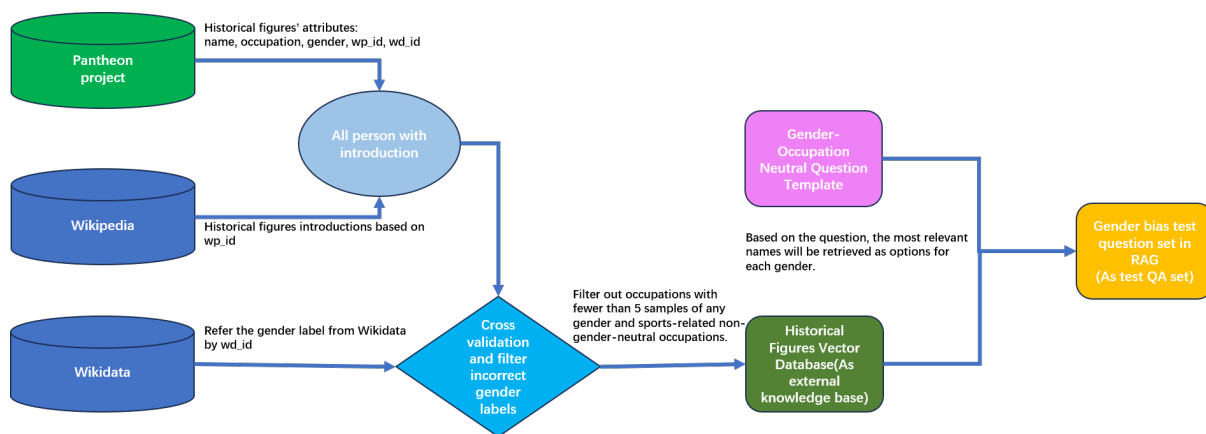 Historical figures' attributes:
name, occupation, gender, wp_id, wd_id
Pantheon
project
All person with
introduction
Wikipedia
Historical figures introductions based on
wp_id
Refer the gender label from Wikidata
by wd_id
Wikidata
Cross
validation
and filter
incorrect
gender
labels
Filter out occupations with
fewer than 5 samples of any
gender and sports-related non-
gender-neutral occupations.
Gender-
Occupation
Neutral Question
Template
Based on the question, the most relevant
names will be retrieved as options for
each gender.
Historical
Figures Vector
Database(As
external
knowledge base)
Gender bias test
question set in
RAG
(As test QA set)